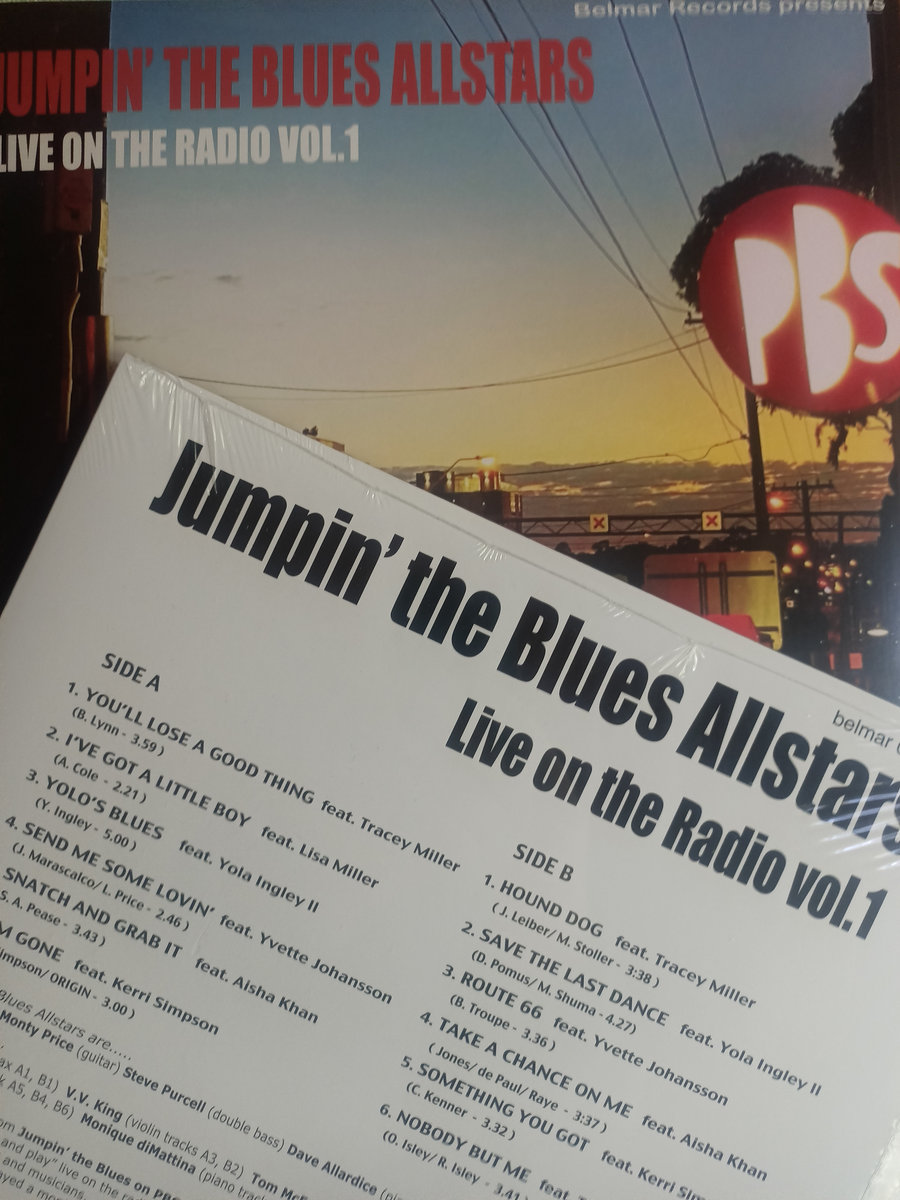 Belmar Records presents
JUMPIN' THE BLUES ALLSTARS
LIVE ON THE RADIO VOL.1
PBS
Jumpin' the Blues Allstars
Live on the Radio vol.1
belmar
SIDE A
1. YOU'LL LOSE A GOOD THING feat. Tracey Miller
(B. Lynn - 3.59 )
2. I'VE GOT A LITTLE BOY feat. Lisa Miller
(A. Cole - 2.21 )
3. YOLO'S BLUES feat. Yola Ingley II
(Y. Ingley - 5.00 )
4. SEND ME SOME LOVIN' feat. Yvette Johansson
(J. Marascalco/ L. Price - 2.46 )
SNATCH AND GRAB IT feat. Aisha Khan
S. A. Pease - 3.43 )
M GONE feat. Kerri Simpson
impson/ ORIGIN - 3.00 )
SIDE B
1. HOUND DOG feat. Tracey Miller
( J. Leiber/ M. Stoller - 3:38 )
2. SAVE THE LAST DANCE feat. Yola Ingley II
(D. Pomus/ M. Shuma - 4.27)
3. ROUTE 66 feat. Yvette Johansson
(B. Troupe - 3.36 )
4. TAKE A CHANCE ON ME feat. Aisha Khan
( Jones/ de Paul/ Raye - 3:37 )
5. SOMETHING YOU GOT feat. Kerri Sim
(C. Kenner - 3.32 )
6. NOBODY BUT ME feat.
(O. Isley/ R. Isley - 3.41
Blues Allstars are.....
Monty Price (guitar) Steve Purcell (double bass) Dave Allardice
ax A1, B1) V.V. King (violin tracks A3, B2) Tom
k A5, B4, B6) Monique diMattina (piano
om Jumpin' the Blues on PBS
and play" live on the
and musicians.
ayed a